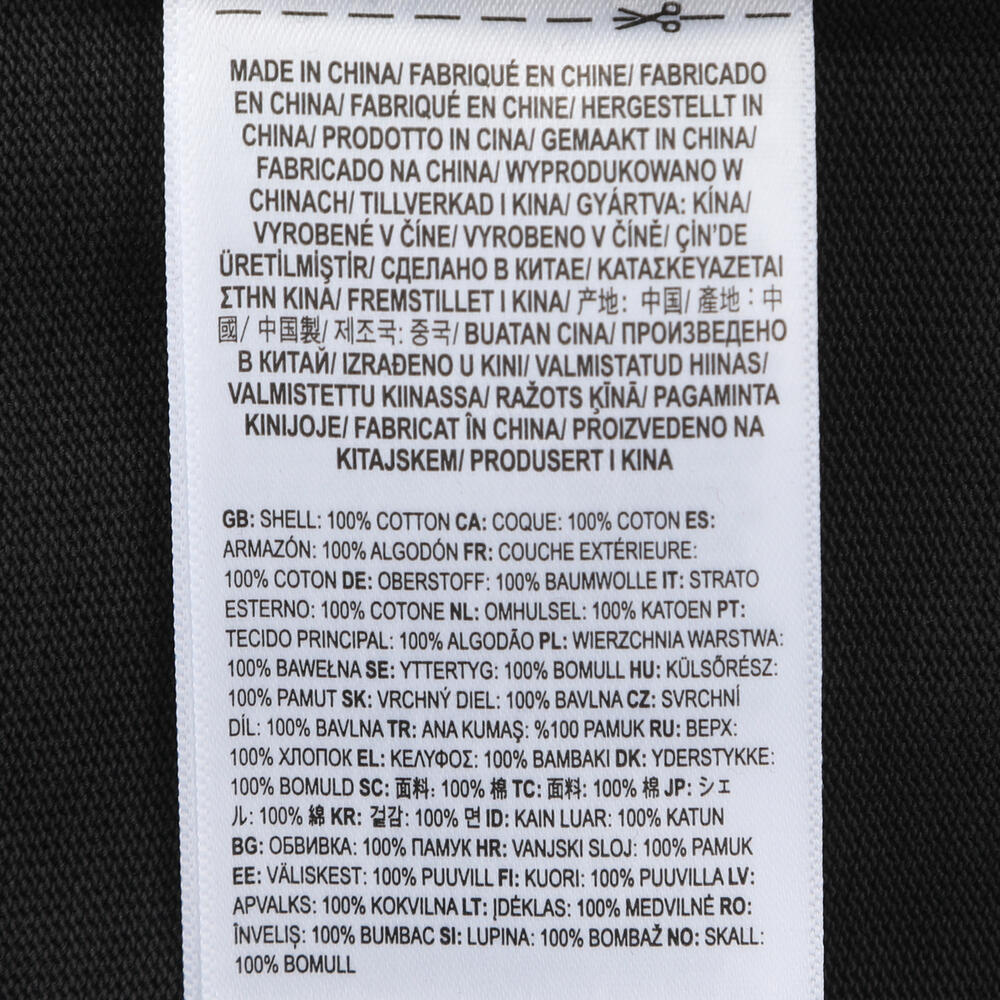 MADE IN CHINA/ FABRIQUÉ EN CHINE/ FABRICADO
EN CHINA/ FABRIQUÉ EN CHINE/ HERGESTELLT IN
CHINA/ PRODOTTO IN CINA/ GEMAAKT IN CHINA/
FABRICADO NA CHINA/ WYPRODUKOWANO W
CHINACH/ TILLVERKAD I KINA/ GYÁRTVA: KÍNA/
VYROBENÉ V ČÍNE/ VYROBENO V ČÍNĚ/ ÇİN'DE
ÜRETİLMİŞTİR/ СДЕЛАНО В КИТАЕ/ ΚΑΤΑΣΚΕΥΑΖΕΤΑΙ
ΣΤΗΝ ΚΙΝΑ/ FREMSTILLET I KINA/ 产地: 中国/ 產地：中
國/ 中国製/ 제조국: 중국/ BUATAN CINA/ ПРОИЗВЕДЕНО
В КИТАЙ/ IZRAĐENO U KINI/ VALMISTATUD HIINAS/
VALMISTETTU KIINASSA/ RAŽOTS ĶĪNĀ/ PAGAMINTA
KINIJOJE/ FABRICAT ÎN CHINA/ PROIZVEDENO NA
KITAJSKEM/ PRODUSERT I KINA
GB: SHELL: 100% COTTON CA: COQUE: 100% COTON ES:
ARMAZÓN: 100% ALGODÓN FR: COUCHE EXTÉRIEURE:
100% COTON DE: OBERSTOFF: 100% BAUMWOLLE IT: STRATO
ESTERNO: 100% COTONE NL: OMHULSEL: 100% KATOEN PT:
TECIDO PRINCIPAL: 100% ALGODÃO PL: WIERZCHNIA WARSTWA:
100% BAWEŁNA SE: YTTERTYG: 100% BOMULL HU: KÜLSŐRÉSZ:
100% PAMUT SK: VRCHNÝ DIEL: 100% BAVLNA CZ: SVRCHNÍ
DÍL: 100% BAVLNA TR: ANA KUMAŞ: %100 PAMUK RU: ВЕРХ:
100% ХЛОПОК EL: ΚΕΛΥΦΟΣ: 100% ΒΑΜΒΑΚΙ DK: YDERSTYKKE:
100% BOMULD SC: 面料: 100% 棉 TC: 面料: 100% 棉 JP: シェ
ル: 100% 綿 KR: 겉감: 100% 면 ID: KAIN LUAR: 100% KATUN
BG: ОБВИВКА: 100% ПАМУК HR: VANJSKI SLOJ: 100% PAMUK
EE: VÄLISKEST: 100% PUUVILL FI: KUORI: 100% PUUVILLA LV:
APVALKS: 100% KOKVILNA LT: ĮDĖKLAS: 100% MEDVILNĖ RO:
ÎNVELIŞ: 100% BUMBAC SI: LUPINA: 100% BOMBAŽ NO: SKALL:
100% BOMULL